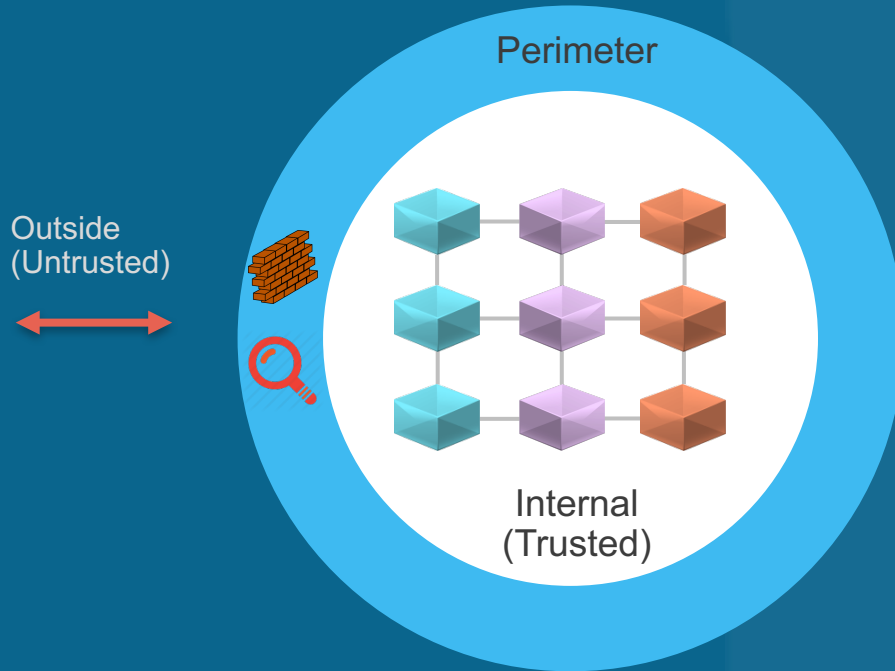 Perimeter
Outside
(Untrusted)
Internal
(Trusted)